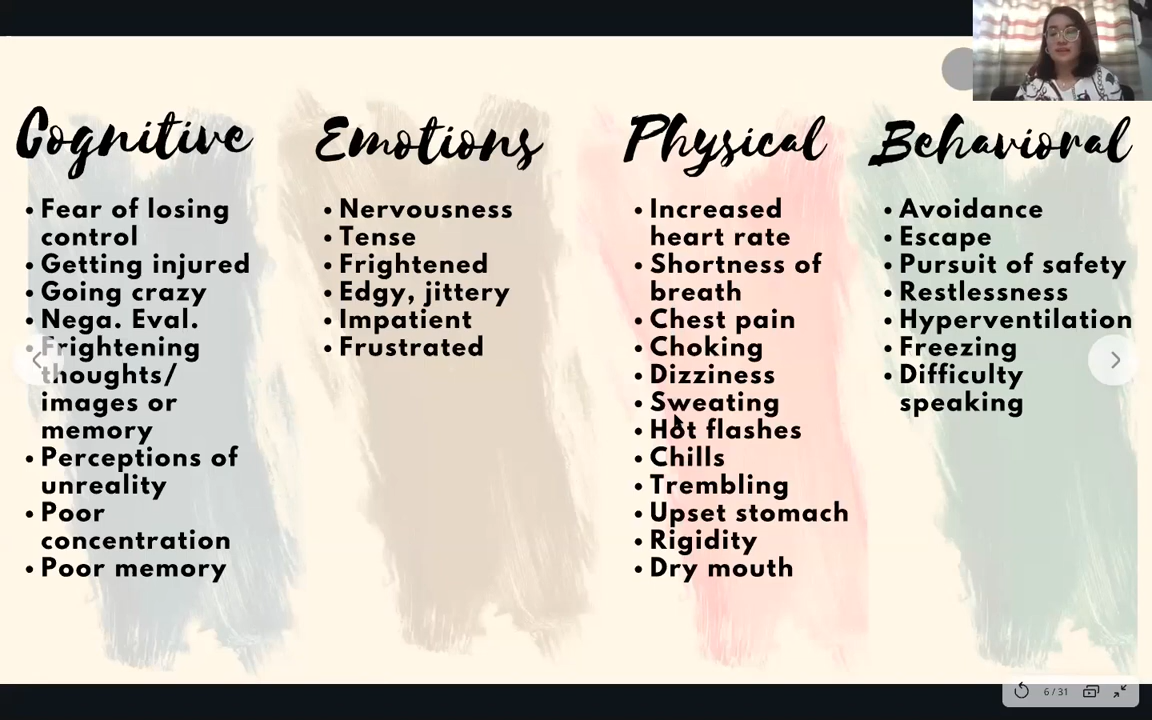 Cognitive
Fear of losing
control
Getting injured
Going crazy
Nega. Eval.
Frightening
thoughts/
images or
memory
Perceptions of
unreality
Poor
concentration
Poor memory
Emotions
Nervousness
Tense
Frightened
Edgy, jittery
Impatient
Frustrated
Physical
Increased
heart rate
Shortness of
breath
Chest pain
Choking
Dizziness
Sweating
Hot flashes
Chills
Trembling
Upset stomach
Rigidity
Dry mouth
Behavioral
Avoidance
Escape
Pursuit of safety
Restlessness
Hyperventilation
Freezing
Difficulty
speaking
6 / 31